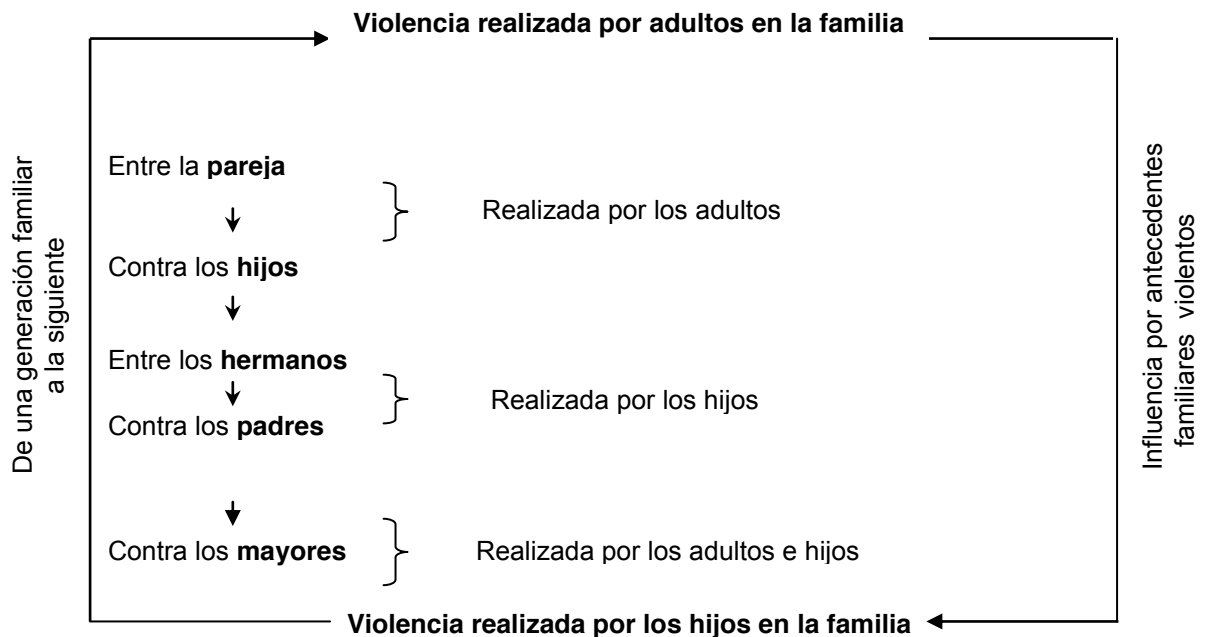 Violencia realizada por adultos en la familia
De una generación familiar
a la siguiente
Entre la pareja
Realizada por los adultos
Contra los hijos
Entre los hermanos
Realizada por los hijos
Contra los padres
Contra los mayores
Realizada por los adultos e hijos
Influencia por antecedentes
familiares violentos
Violencia realizada por los hijos en la familia